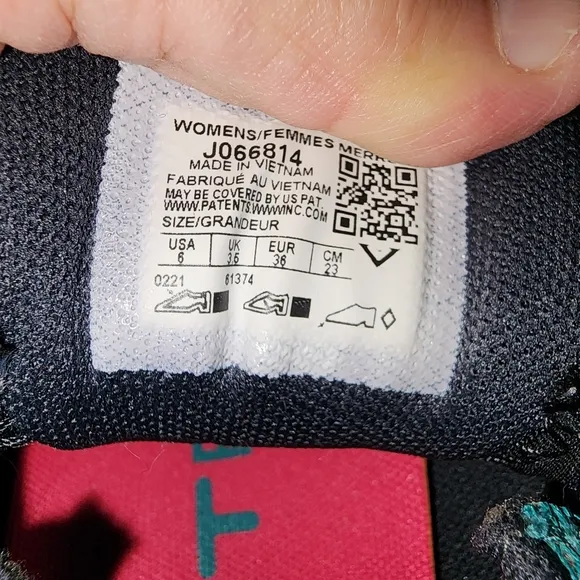 WOMENS/FEMMES
J066814
MADE IN VIETNAM
FABRIQUÉ AU VIETNAM
MAY BE COVERED BY US PAT.
WWW.PATENTS.WWWINC.COM
SIZE/GRANDEUR
USA UK EUR CM
6 3.5 36 23
0221 61374